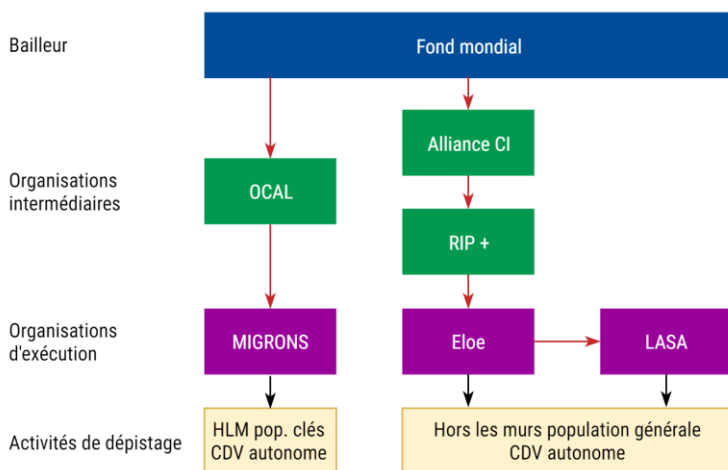 Bailleur
Fond mondial
Alliance CI
Organisations
intermédiaires
OCAL
RIP +
Organisations
d'exécution
MIGRONS
Eloe
LASA
Activités de dépistage
HLM pop. clés
CDV autonome
Hors les murs population générale
CDV autonome